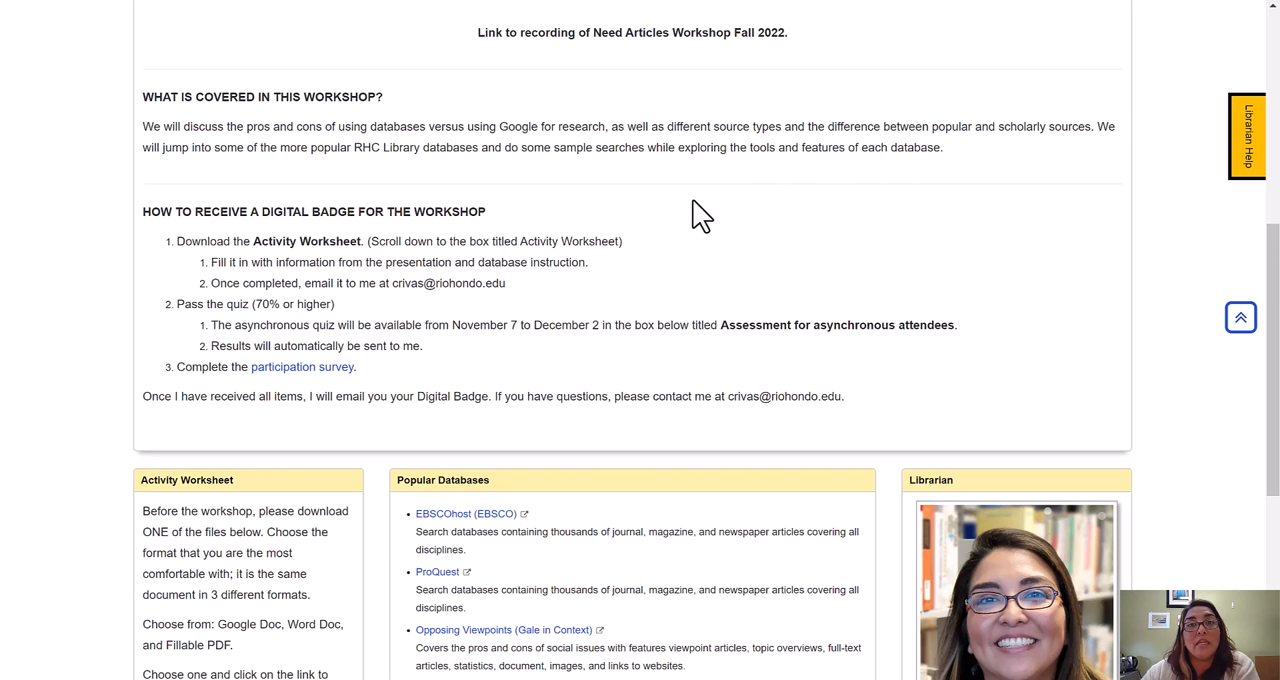 Link to recording of Need Articles Workshop Fall 2022.
WHAT IS COVERED IN THIS WORKSHOP?
We will discuss the pros and cons of using databases versus using Google for research, as well as different source types and the difference between popular and scholarly sources. We
will jump into some of the more popular RHC Library databases and do some sample searches while exploring the tools and features of each database.
HOW TO RECEIVE A DIGITAL BADGE FOR THE WORKSHOP
1. Download the Activity Worksheet. (Scroll down to the box titled Activity Worksheet)
1. Fill it in with information from the presentation and database instruction.
2. Once completed, email it to me at crivas@riohondo.edu
2. Pass the quiz (70% or higher)
1. The asynchronous quiz will be available from November 7 to December 2 in the box below titled Assessment for asynchronous attendees.
2. Results will automatically be sent to me.
3. Complete the participation survey.
Once I have received all items, I will email you your Digital Badge. If you have questions, please contact me at crivas@riohondo.edu.
Librarian Help
Activity Worksheet
Before the workshop, please download
ONE of the files below. Choose the
format that you are the most
comfortable with; it is the same
document in 3 different formats.
Choose from: Google Doc, Word Doc,
and Fillable PDF.
Choose one and click on the link to
Popular Databases
• EBSCOhost (EBSCO)
Search databases containing thousands of journal, magazine, and newspaper articles covering all
disciplines.
• ProQuest
Search databases containing thousands of journal, magazine, and newspaper articles covering all
disciplines.
• Opposing Viewpoints (Gale in Context)
Covers the pros and cons of social issues with features viewpoint articles, topic overviews, full-text
articles, statistics, document, images, and links to websites.
Librarian